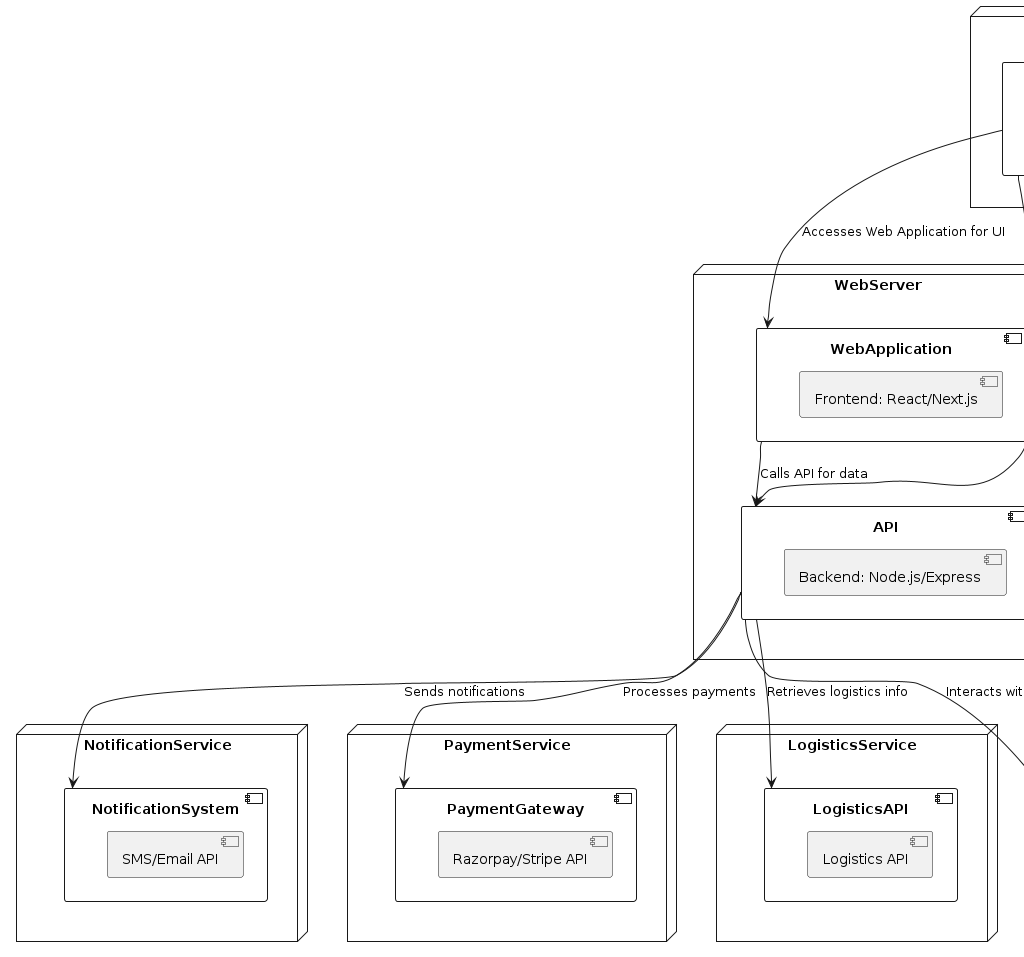 Accesses Web Application for UI
WebServer
WebApplication
Frontend: React/Next.js
Calls API for data
API
Backend: Node.js/Express
Sends notifications
Processes payments
Retrieves logistics info
Interacts wit
NotificationService
PaymentService
LogisticsService
NotificationSystem
PaymentGateway
LogisticsAPI
SMS/Email API
Razorpay/Stripe API
Logistics API